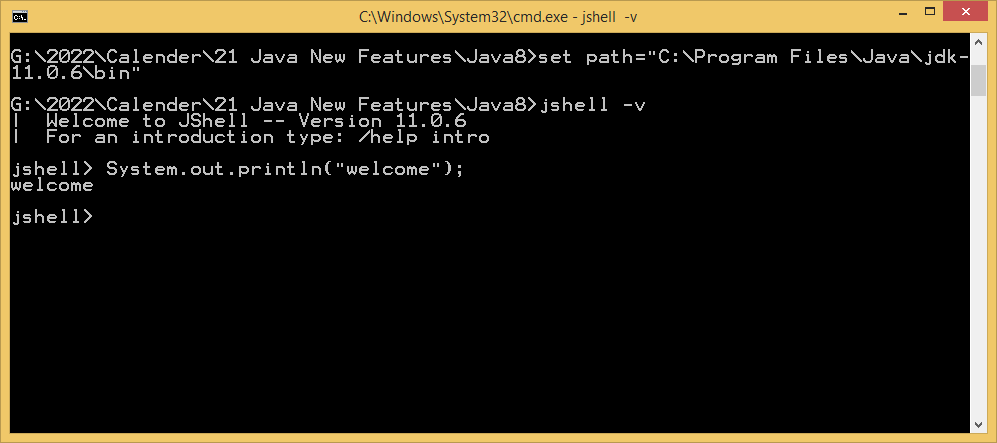 C:\Windows\System32\cmd.exe - jshell -v
G:\2022\Calender\21 Java New Features\Java8>set path="C:\Program Files\Java\jdk-
11.0.6\bin"
G:\2022\Calender\21 Java New Features\Java8>jshell -v
|  Welcome to JShell -- Version 11.0.6
|  For an introduction type: /help intro
jshell> System.out.println("welcome");
welcome
jshell>